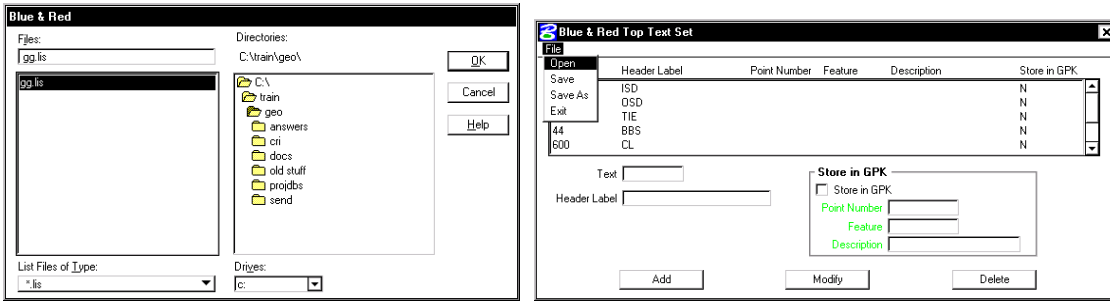 Blue & Red
Files:
gg.lis
gg.lis
List Files of Type:
*.lis
Directories:
C:\train\geo\
C:\
train
geo
answers
cri
docs
old stuff
projdbs
send
Drives:
c:
OK
Cancel
Help
Blue & Red Top Text Set
File
Open
Save
Save As
Exit
Header Label Point Number Feature Description Store in GPK
ISD N
OSD N
TIE N
44 BBS N
600 CL N
Text
Header Label
Store in GPK
Store in GPK
Point Number
Feature
Description
Add Modify Delete